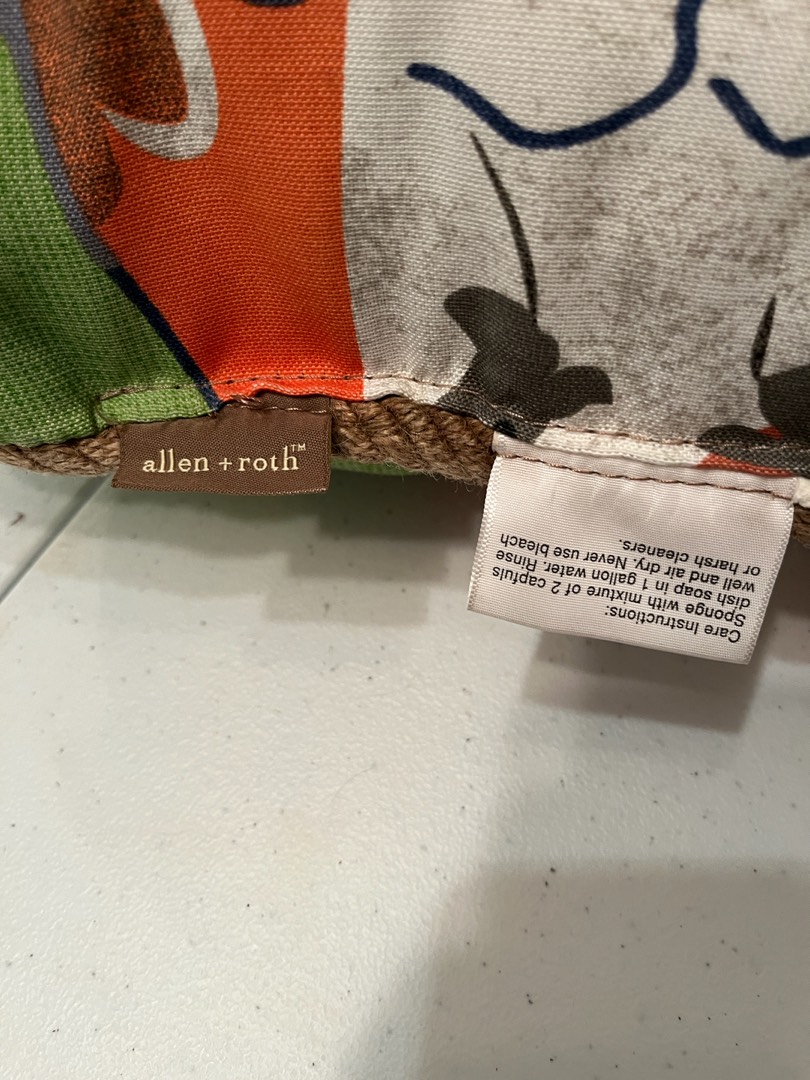 allen + roth™
Care Instructions:
Sponge with mixture of 2 capfuls
dish soap in 1 gallon water. Rinse
well and air dry. Never use bleach
or harsh cleaners.